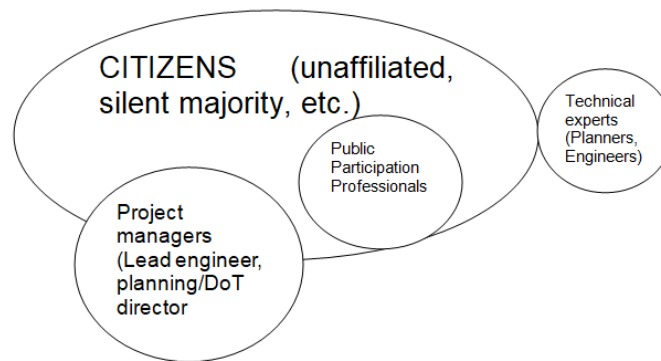 CITIZENS (unaffiliated,
silent majority, etc.)
Technical
experts
(Planners,
Engineers)
Public
Participation
Professionals
Project
managers
(Lead engineer,
planning/DoT
director